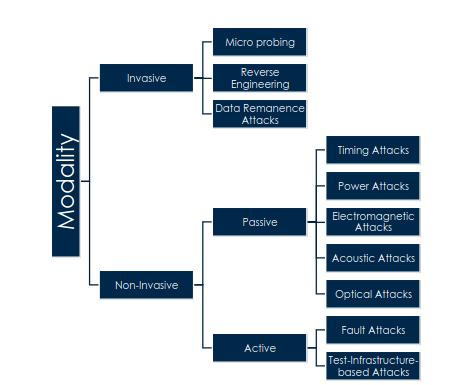 Modality
Invasive
Micro probing
Reverse
Engineering
Data Remanence
Attacks
Non-Invasive
Passive
Timing Attacks
Power Attacks
Electromagnetic
Attacks
Acoustic Attacks
Optical Attacks
Active
Fault Attacks
Test-Infrastructure-
based Attacks